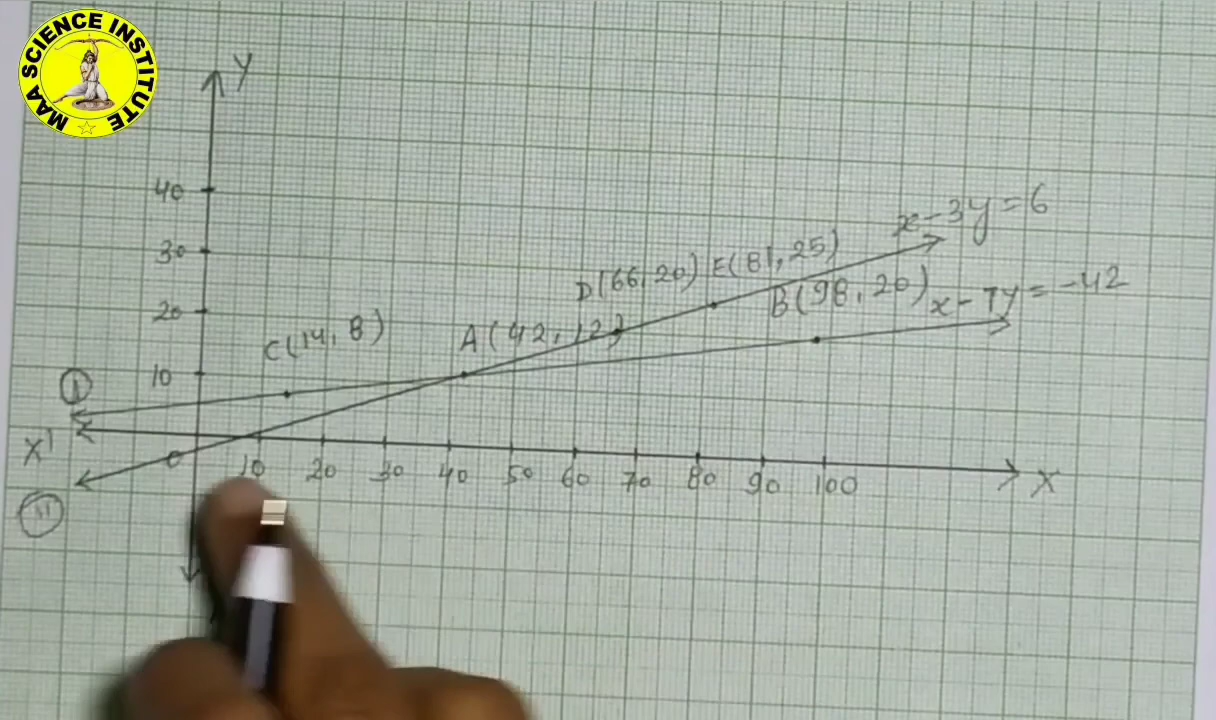 MAA SCIENCE INSTITUTE
Y
40
30
20
10
x-3y=6
D(66,20) E(81,25)
B(98,20) x-7y=-42
C(14,8) A(42,12)
I
X'
O 10 20 30 40 50 60 70 80 90 100 X
II